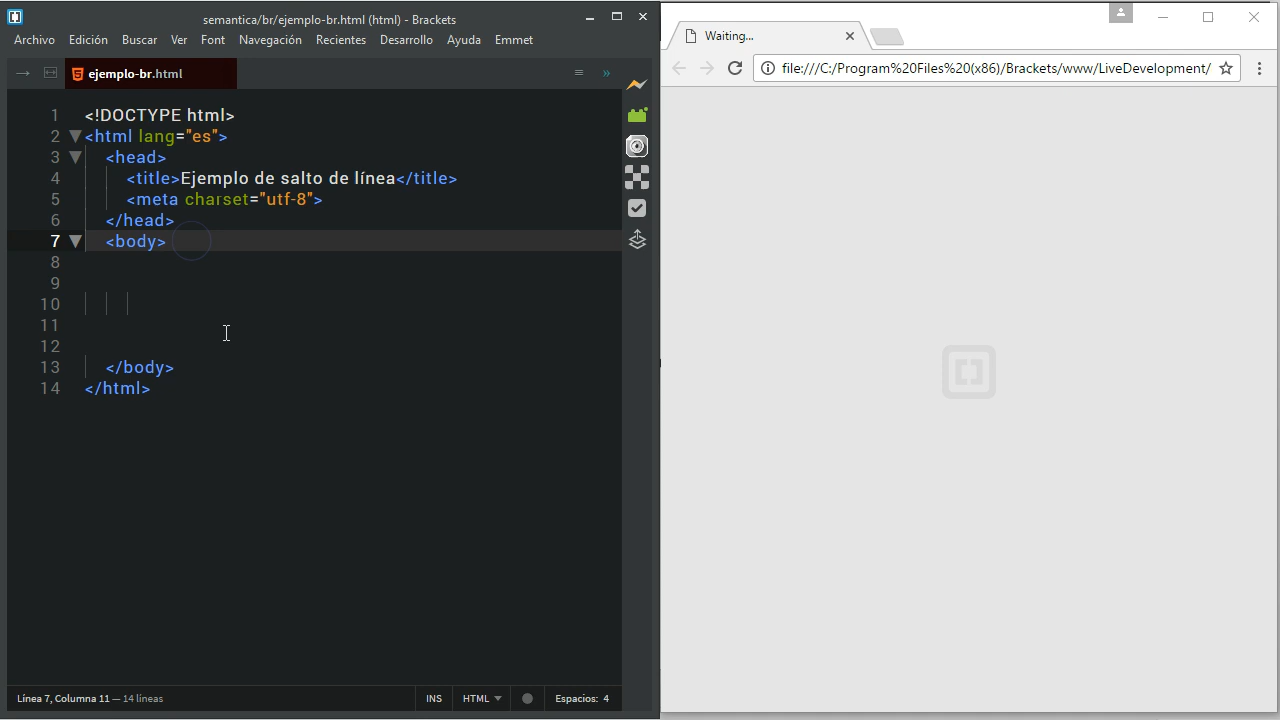 semantica/br/ejemplo-br.html (html) - Brackets
Archivo Edición Buscar Ver Font Navegación Recientes Desarrollo Ayuda Emmet
ejemplo-br.html
1 <!DOCTYPE html>
2 <html lang="es">
3 <head>
4 <title>Ejemplo de salto de línea</title>
5 <meta charset="utf-8">
6 </head>
7 <body>
8
9
10
11
12
13 </body>
14 </html>
Línea 7, Columna 11 — 14 líneas INS HTML Espacios: 4
Waiting...
file:///C:/Program%20Files%20(x86)/Brackets/www/LiveDevelopment/